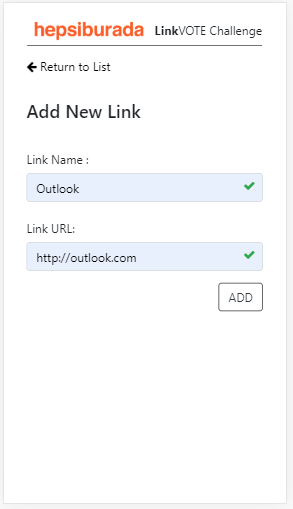 hepsiburada LinkVOTE Challenge
Return to List
Add New Link
Link Name :
Outlook
Link URL:
http://outlook.com
ADD